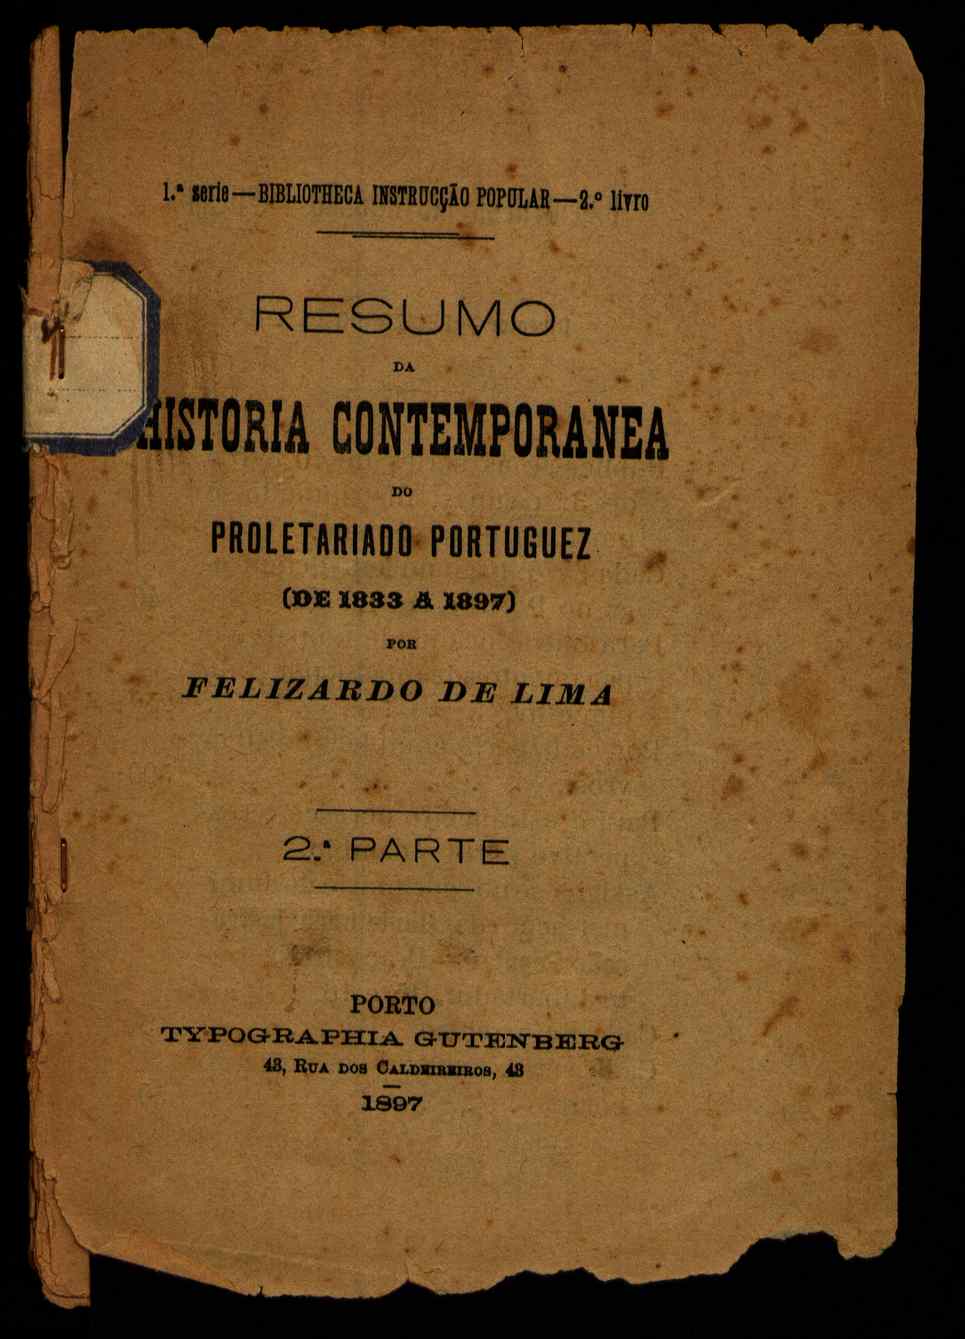 1.ª serie—BIBLIOTHECA INSTRUCÇÃO POPULAR—2.º livro
RESUMO
DA
HISTORIA CONTEMPORANEA
DO
PROLETARIADO PORTUGUEZ
(DE 1833 A 1897)
POR
FELIZARDO DE LIMA
2.ª PARTE
PORTO
TYPOGRAPHIA GUTENBERG
43, RUA DOS CALDEIREIROS, 43
1897